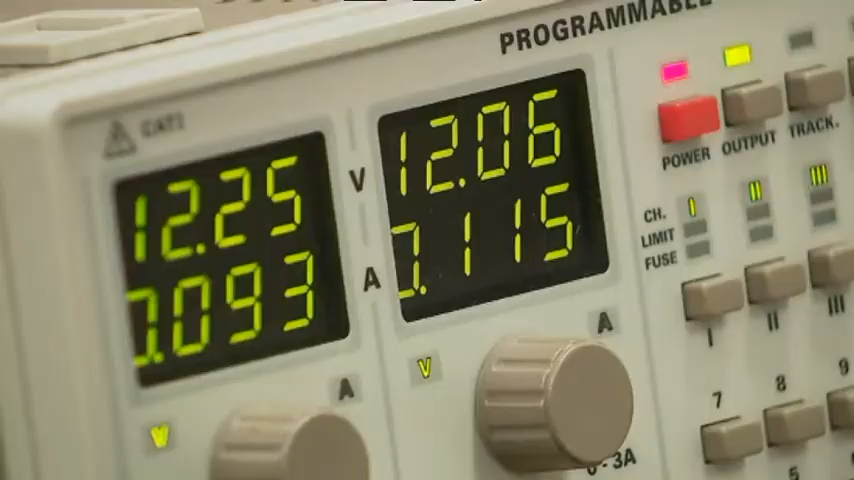 PROGRAMMABLE
CAT I
12.25 V 12.06
0.093 A 0.115
POWER OUTPUT TRACK.
CH.
LIMIT
FUSE
I II III
I II III
V A
V A
7 8 9
5
0 - 3A